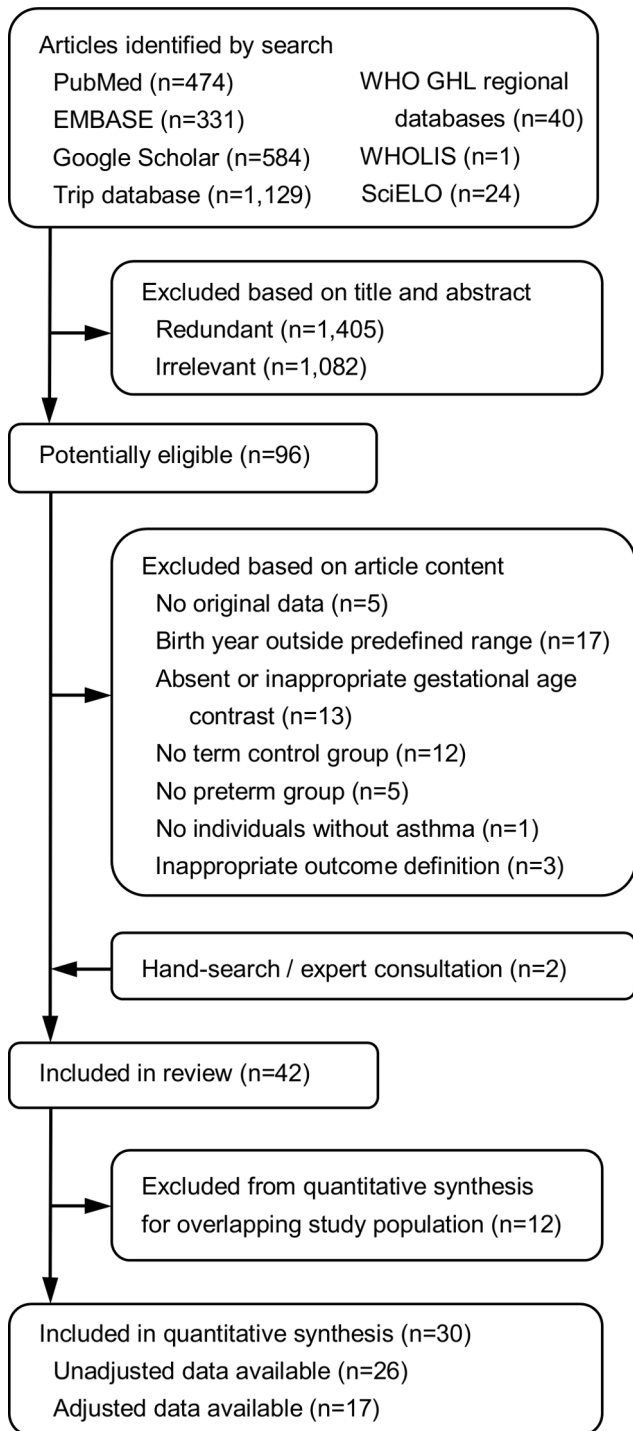 Articles identified by search
PubMed (n=474)
EMBASE (n=331)
Google Scholar (n=584)
Trip database (n=1,129)
WHO GHL regional
databases (n=40)
WHOLIS (n=1)
SciELO (n=24)
Excluded based on title and abstract
Redundant (n=1,405)
Irrelevant (n=1,082)
Potentially eligible (n=96)
Excluded based on article content
No original data (n=5)
Birth year outside predefined range (n=17)
Absent or inappropriate gestational age
contrast (n=13)
No term control group (n=12)
No preterm group (n=5)
No individuals without asthma (n=1)
Inappropriate outcome definition (n=3)
Hand-search / expert consultation (n=2)
Included in review (n=42)
Excluded from quantitative synthesis
for overlapping study population (n=12)
Included in quantitative synthesis (n=30)
Unadjusted data available (n=26)
Adjusted data available (n=17)